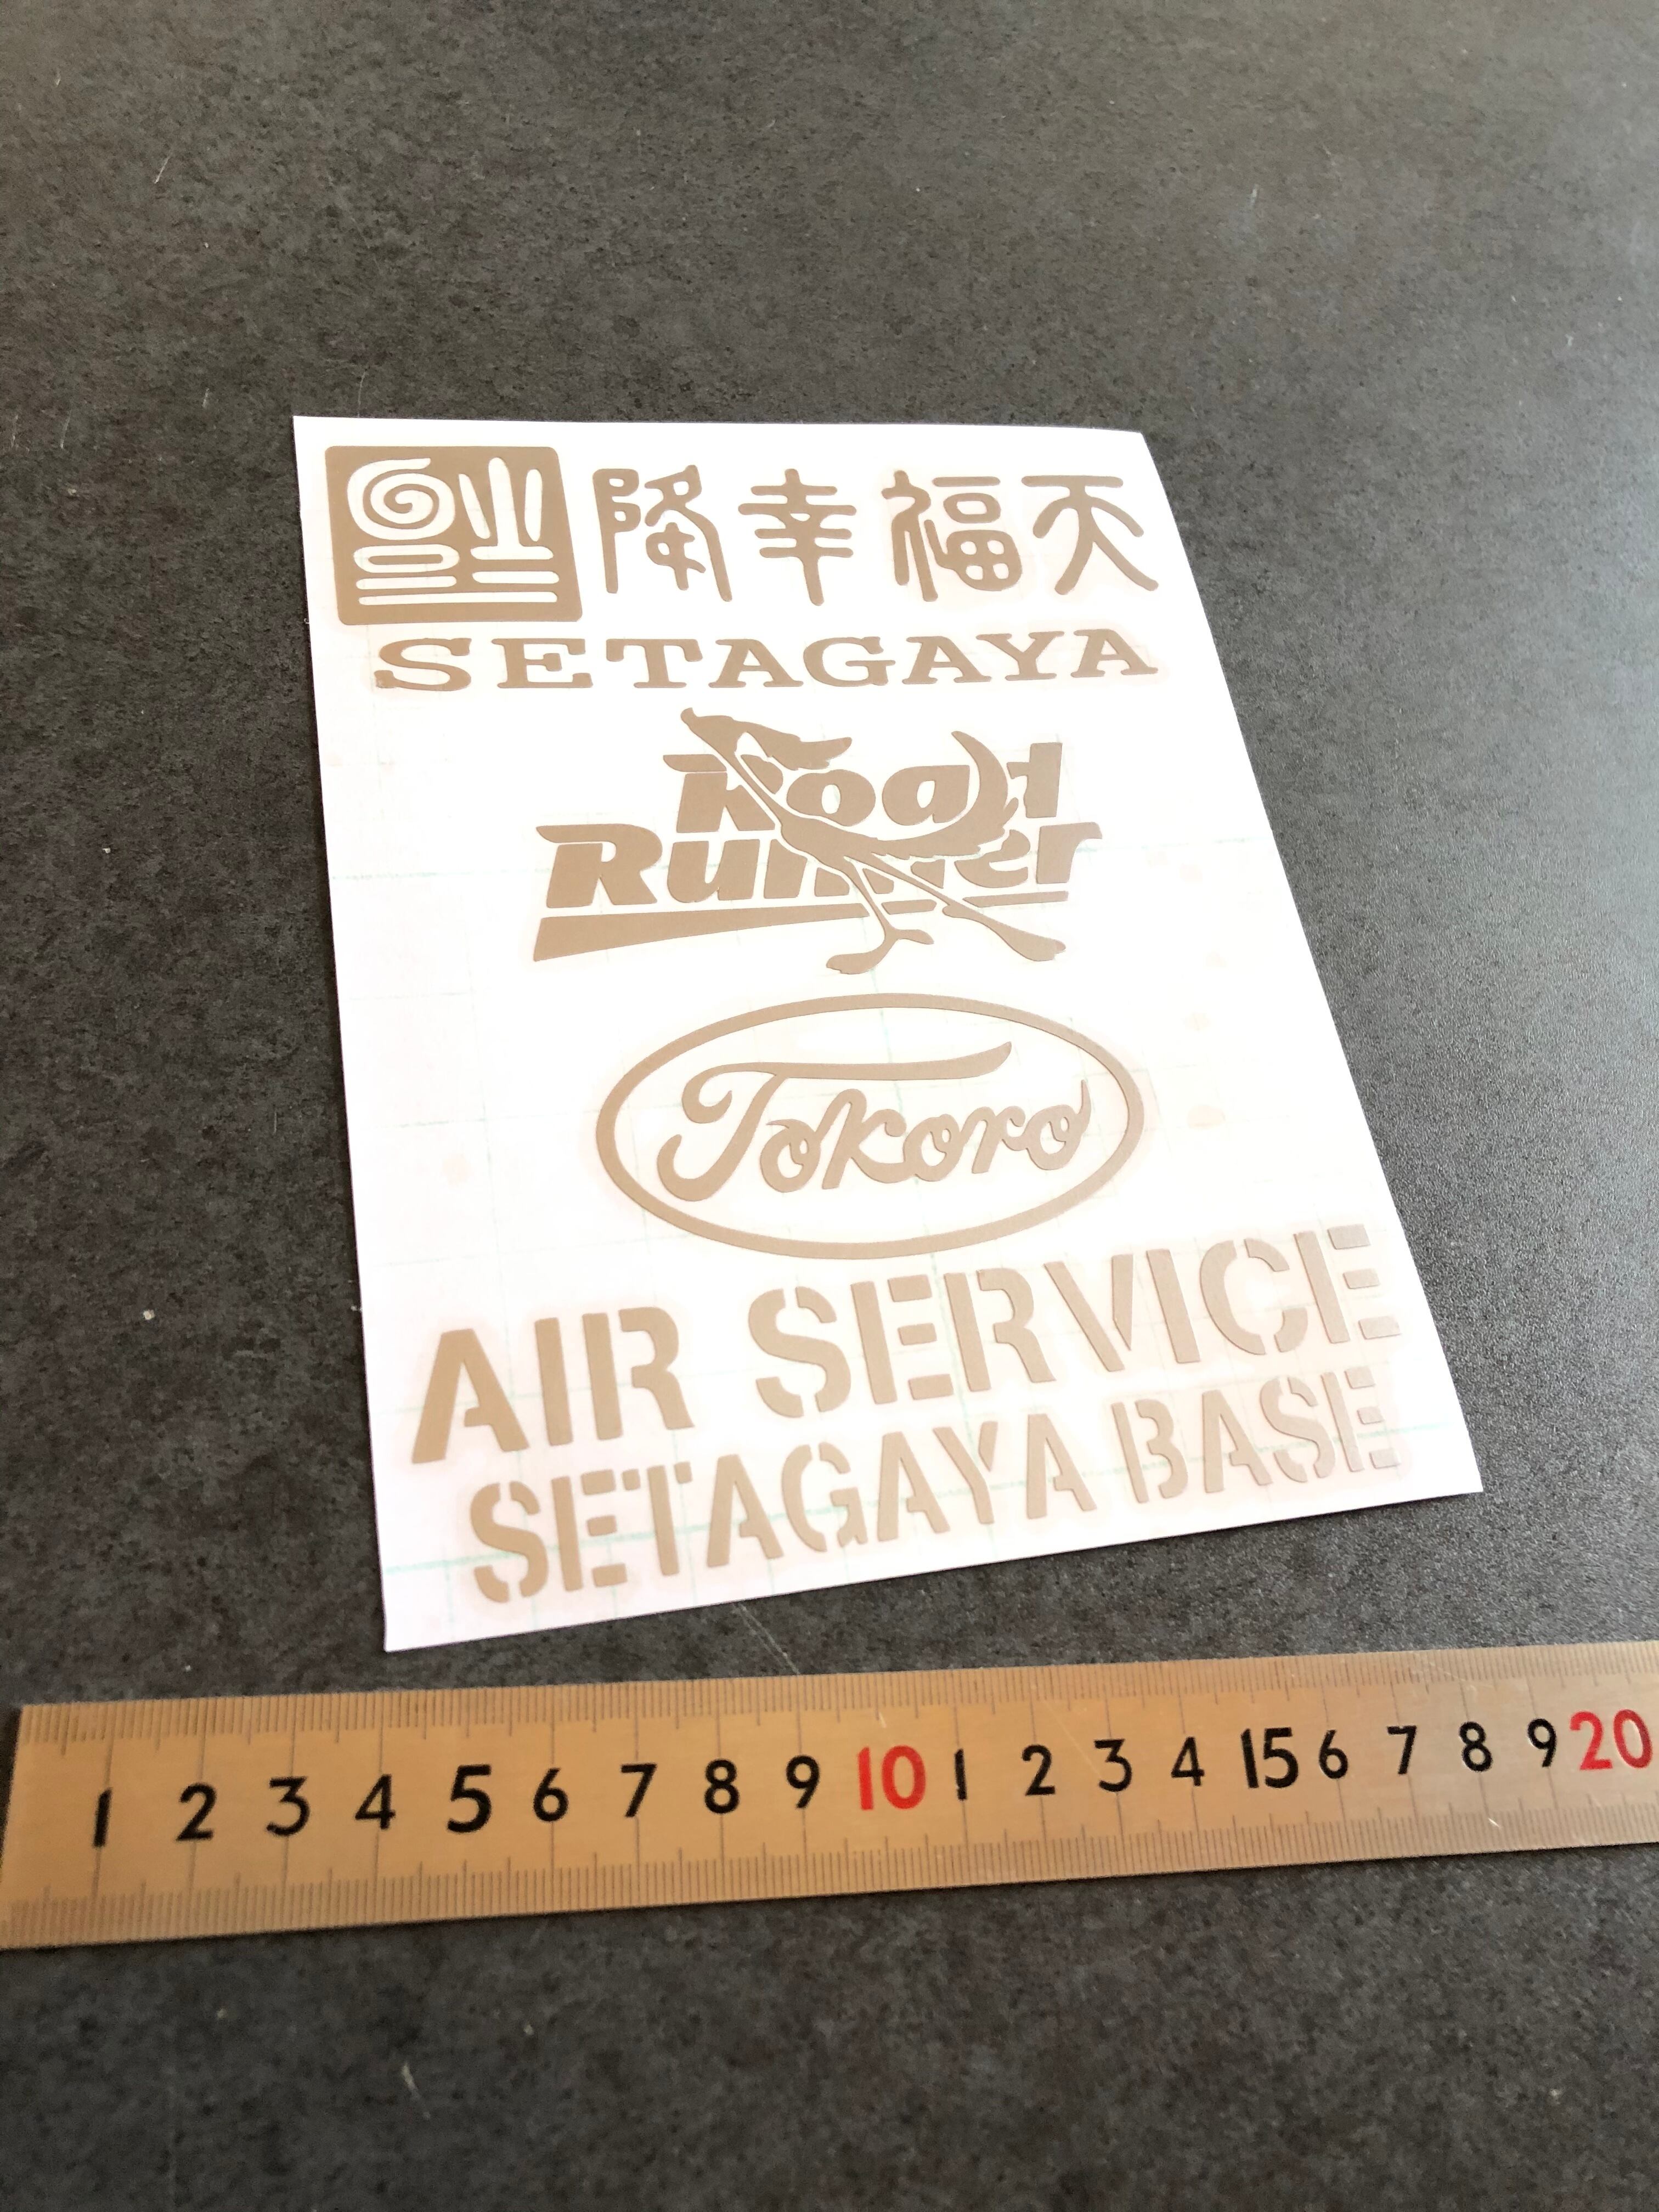 降幸福天
SETAGAYA
Road
Runner
Tokoro
AIR SERVICE
SETAGAYA BASE
1 2 3 4 5 6 7 8 9 10 1 2 3 4 15 6 7 8 9 20